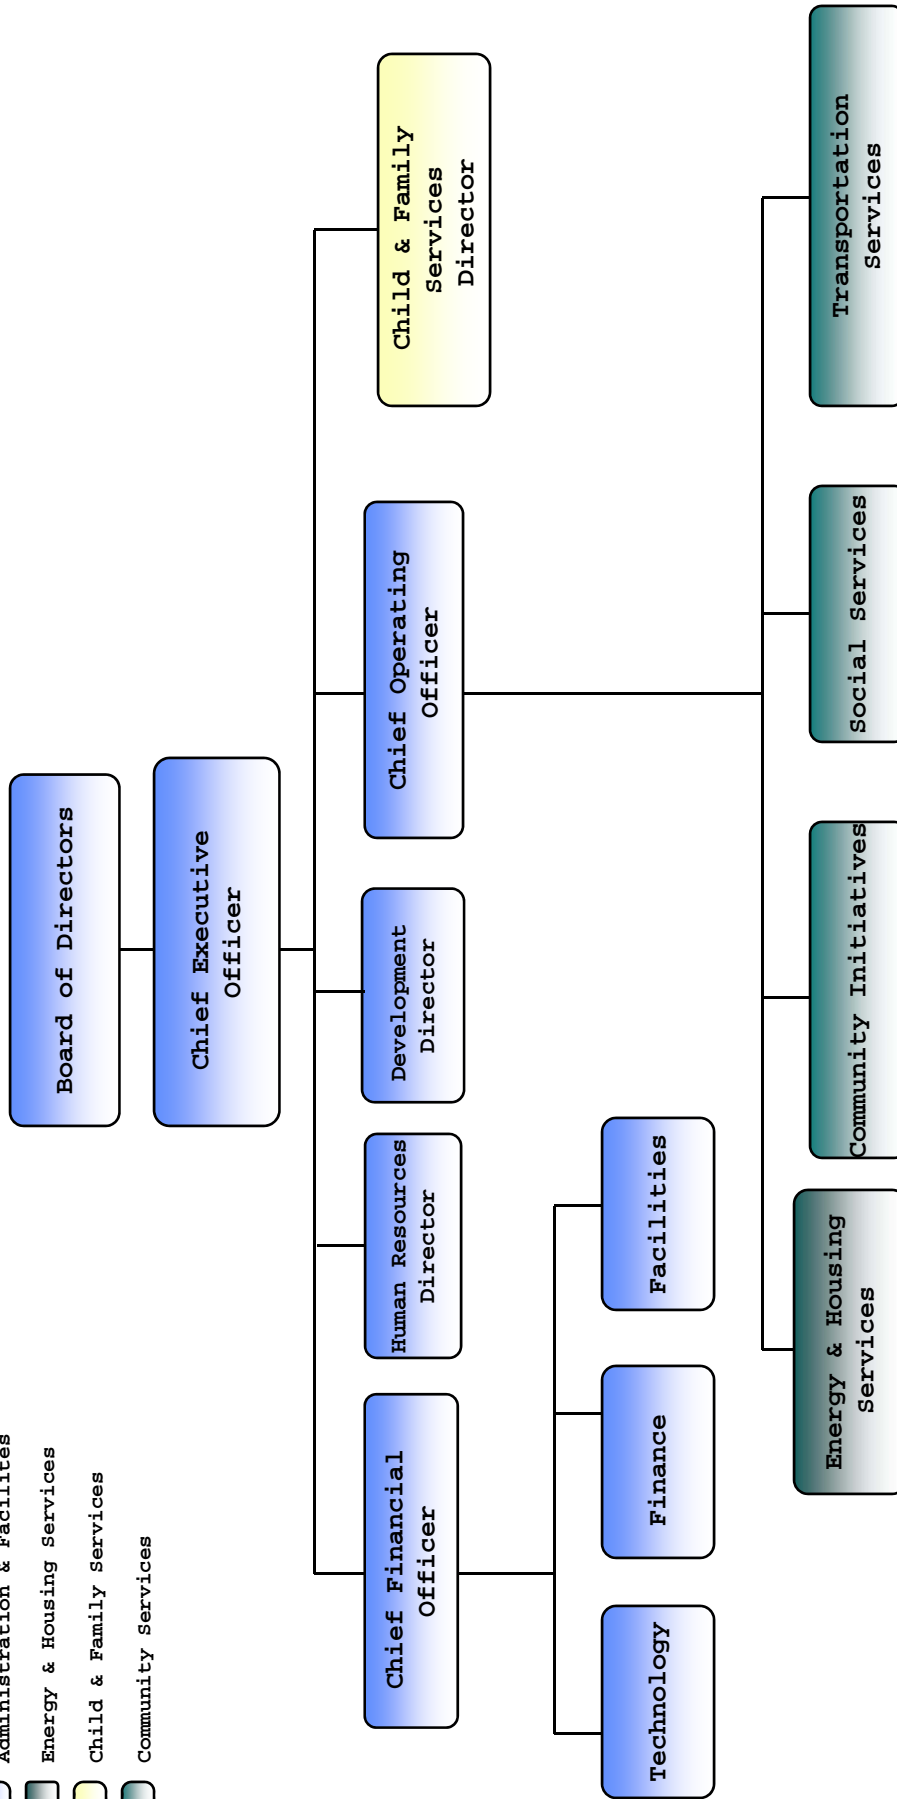 Administration & Facilites
Energy & Housing Services
Child & Family Services
Community Services
Board of Directors
Chief Executive
Officer
Chief Financial
Officer
Human Resources
Director
Development
Director
Chief Operating
Officer
Child & Family
Services
Director
Technology
Finance
Facilities
Energy & Housing
Services
Community Initiatives
Social Services
Transportation
Services